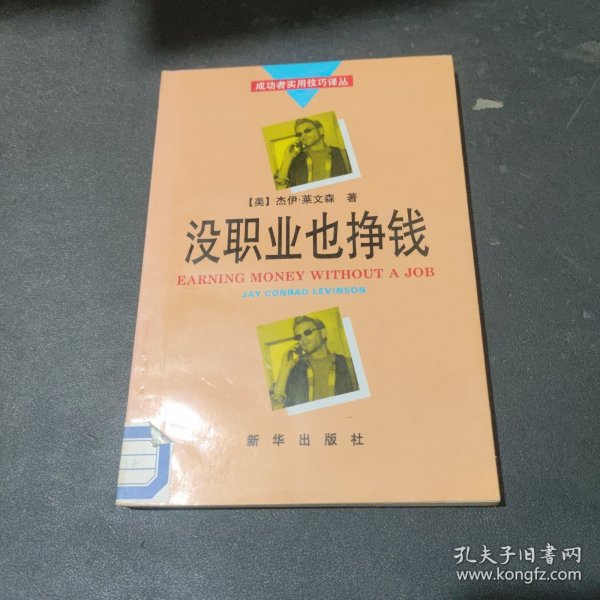 成功者实用技巧译丛
【美】杰伊·莱文森 著
没职业也挣钱
EARNING MONEY WITHOUT A JOB
JAY CONRAD LEVINSON
新华出版社
孔夫子旧书网
www.kongfz.com